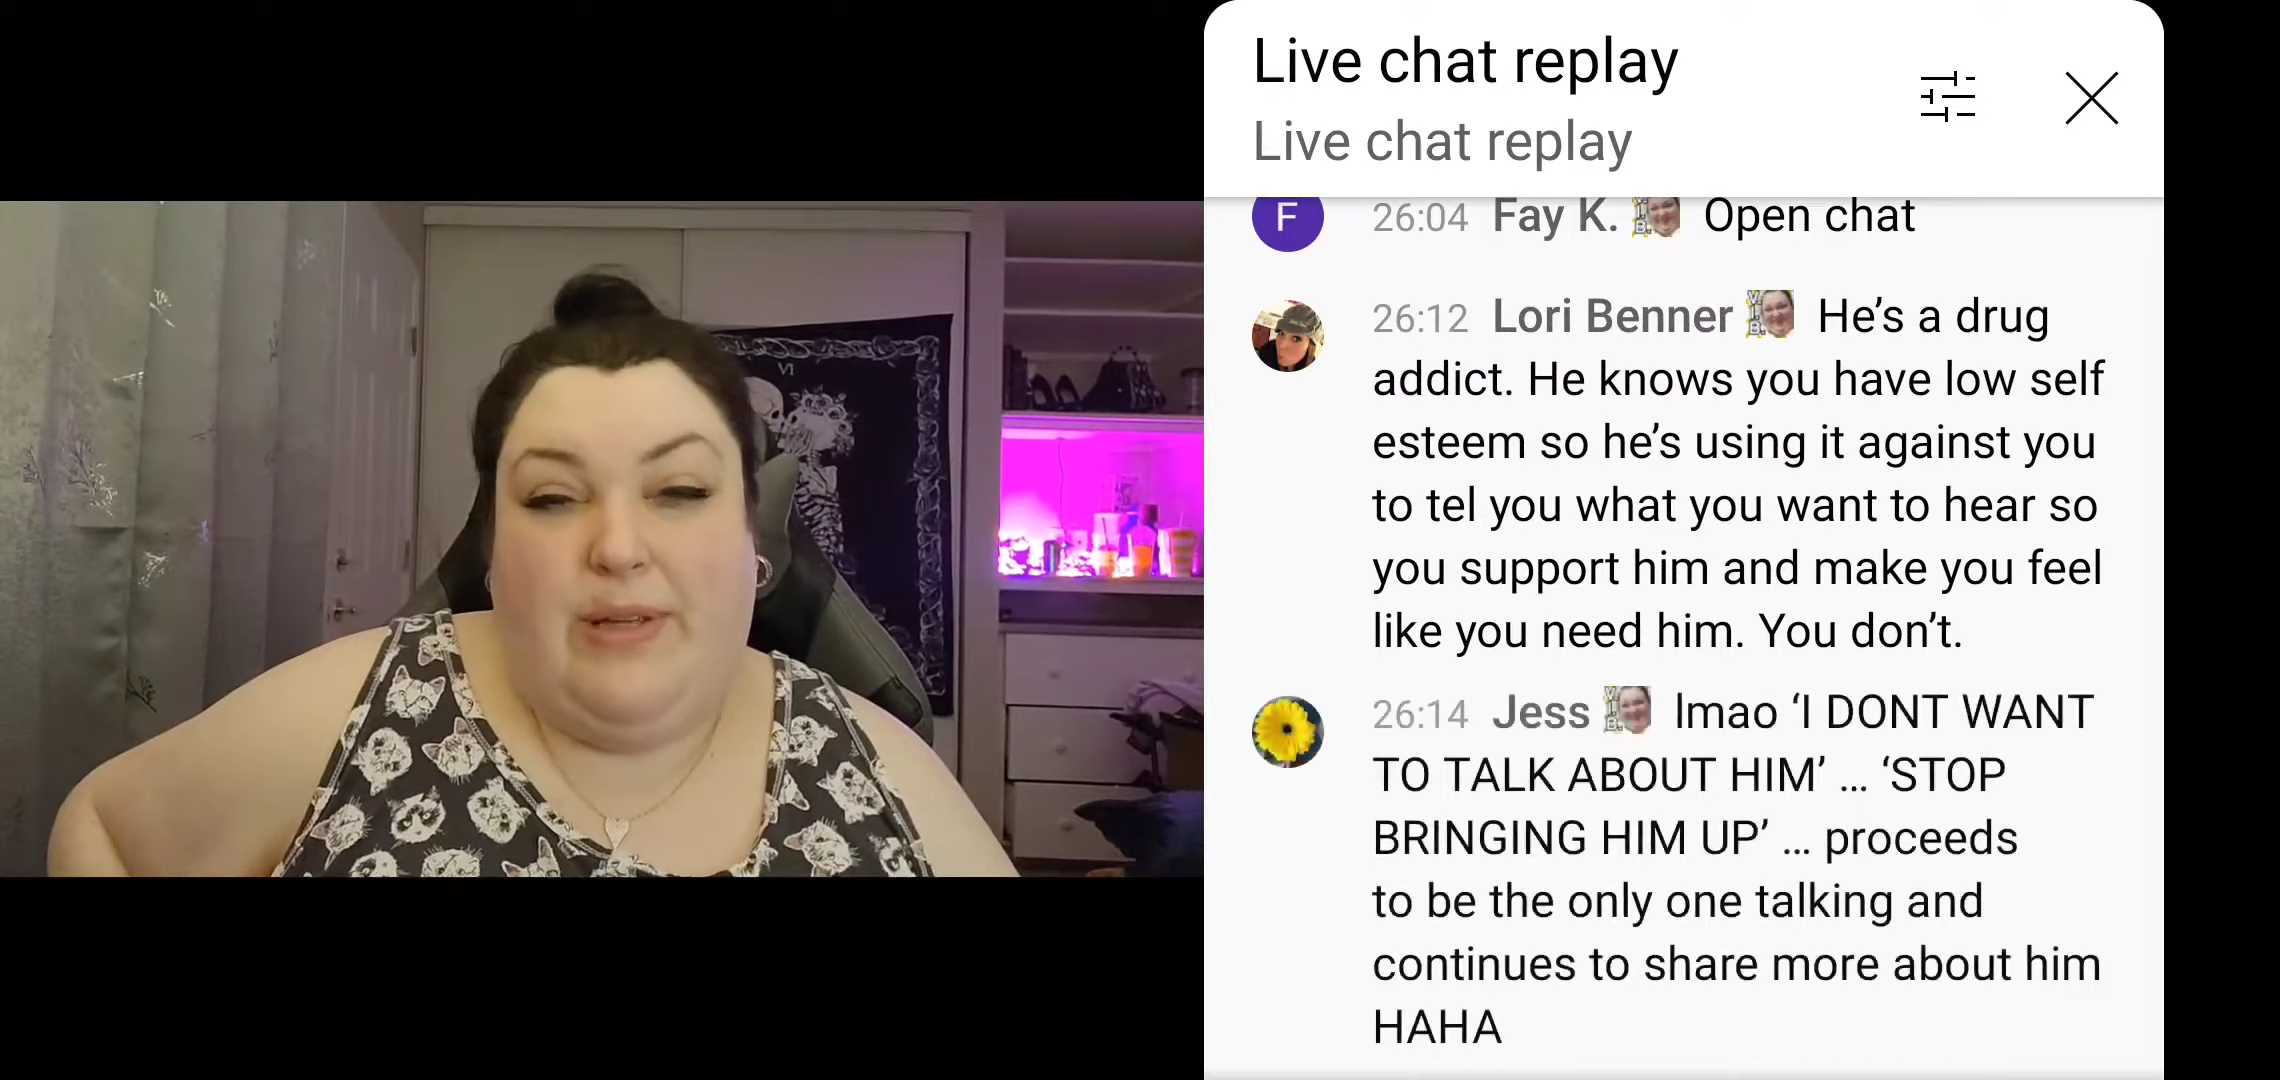 Live chat replay
Live chat replay
F 26:04 Fay K. Open chat
26:12 Lori Benner He’s a drug
addict. He knows you have low self
esteem so he’s using it against you
to tell you what you want to hear so
you support him and make you feel
like you need him. You don’t.
26:14 Jess lmao ‘I DONT WANT
TO TALK ABOUT HIM’ … ‘STOP
BRINGING HIM UP’ … proceeds
to be the only one talking and
continues to share more about him
HAHA
VI